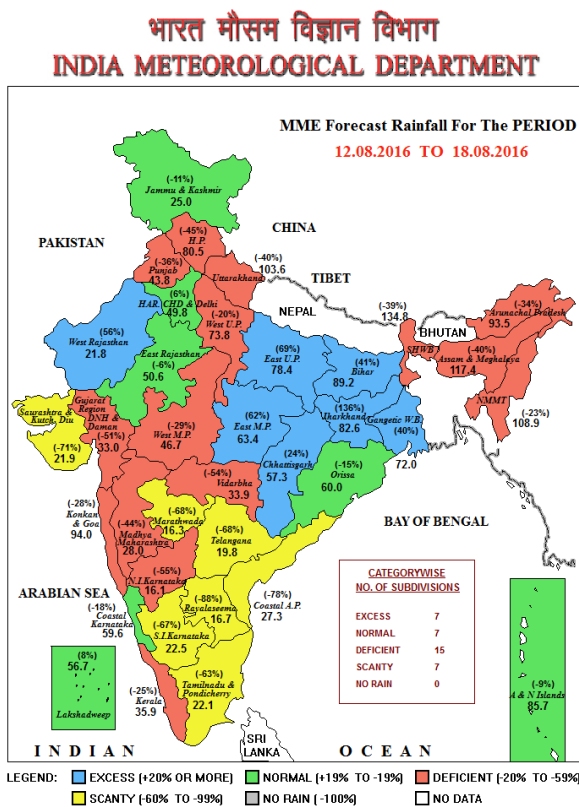 भारत मौसम विज्ञान विभाग
INDIA METEOROLOGICAL DEPARTMENT
MME Forecast Rainfall For The PERIOD
12.08.2016 TO 18.08.2016
(-11%)
Jammu & Kashmir
25.0
(-45%)
H.P.
80.5
CHINA
PAKISTAN
(-36%)
Punjab
43.8
Uttarakhand
(-40%)
103.6
TIBET
(6%)
HAR. CHD & Delhi
49.8
(-20%)
West U.P.
73.8
NEPAL
(-39%)
134.8
BHUTAN
(-34%)
Arunachal Pradesh
93.5
(56%)
West Rajasthan
21.8
East Rajasthan
(-6%)
50.6
(69%)
East U.P.
78.4
(41%)
Bihar
89.2
SHWB
(-40%)
Assam & Meghalaya
117.4
NMMT
(-23%)
108.9
Saurashtra &
Kutch, Diu
(-71%)
21.9
Gujarat
Region
DNH &
Daman
(-51%)
33.0
(-29%)
West M.P.
46.7
(62%)
East M.P.
63.4
(136%)
Jharkhand
82.6
Gangetic W.B.
(40%)
72.0
(24%)
Chhattisgarh
57.3
(-15%)
Orissa
60.0
(-54%)
Vidarbha
33.9
(-28%)
Konkan
& Goa
94.0
(-44%)
Madhya
Maharashtra
28.0
(-68%)
Marathwada
16.3
(-68%)
Telangana
19.8
BAY OF BENGAL
(-55%)
N.I.Karnataka
16.1
ARABIAN SEA
(-18%)
Coastal
Karnataka
59.6
(-88%)
Rayalaseema
16.7
(-78%)
Coastal A.P.
27.3
(-67%)
S.I.Karnataka
22.5
(-63%)
Tamilnadu &
Pondicherry
22.1
(-25%)
Kerala
35.9
(8%)
56.7
Lakshadweep
CATEGORYWISE
NO. OF SUBDIVISIONS
EXCESS 7
NORMAL 7
DEFICIENT 15
SCANTY 7
NO RAIN 0
(-9%)
A & N Islands
85.7
SRI
LANKA
INDIAN OCEAN
LEGEND: EXCESS (+20% OR MORE) NORMAL (+19% TO -19%) DEFICIENT (-20% TO -59%)
SCANTY (-60% TO -99%) NO RAIN (-100%) NO DATA